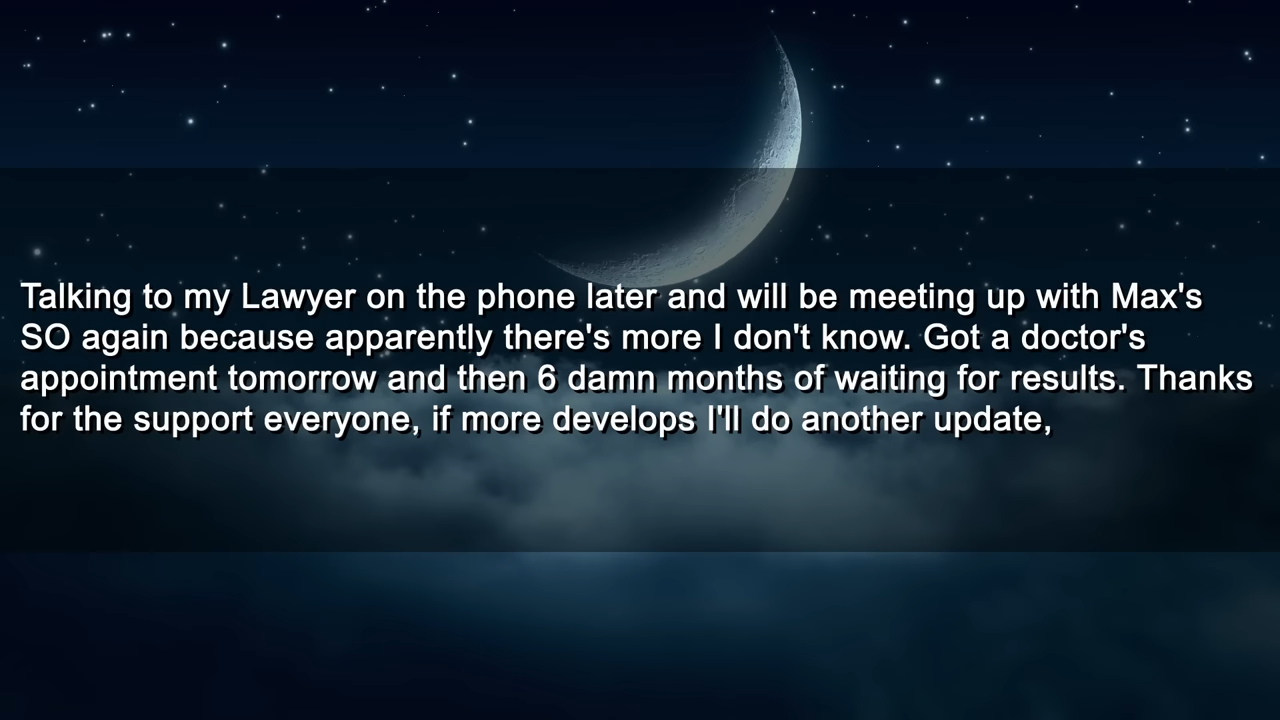 Talking to my Lawyer on the phone later and will be meeting up with Max's
SO again because apparently there's more I don't know. Got a doctor's
appointment tomorrow and then 6 damn months of waiting for results. Thanks
for the support everyone, if more develops I'll do another update,